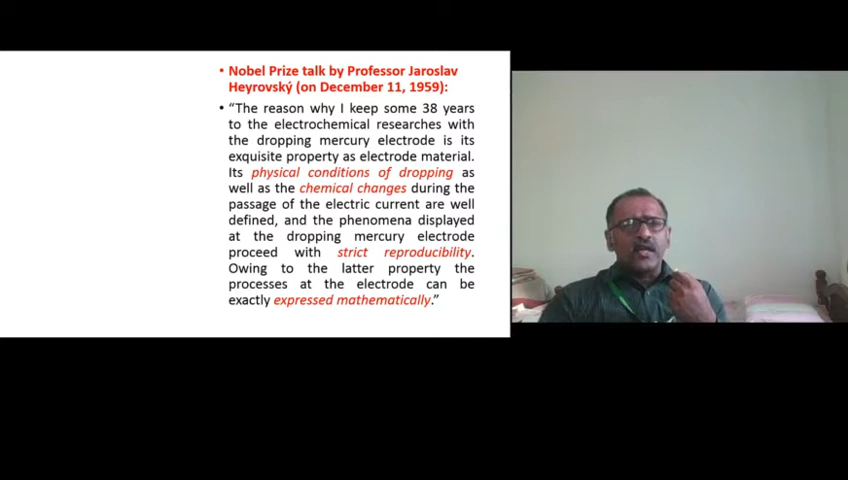 • Nobel Prize talk by Professor Jaroslav
Heyrovský (on December 11, 1959):
• “The reason why I keep some 38 years
to the electrochemical researches with
the dropping mercury electrode is its
exquisite property as electrode material.
Its physical conditions of dropping as
well as the chemical changes during the
passage of the electric current are well
defined, and the phenomena displayed
at the dropping mercury electrode
proceed with strict reproducibility.
Owing to the latter property the
processes at the electrode can be
exactly expressed mathematically.”